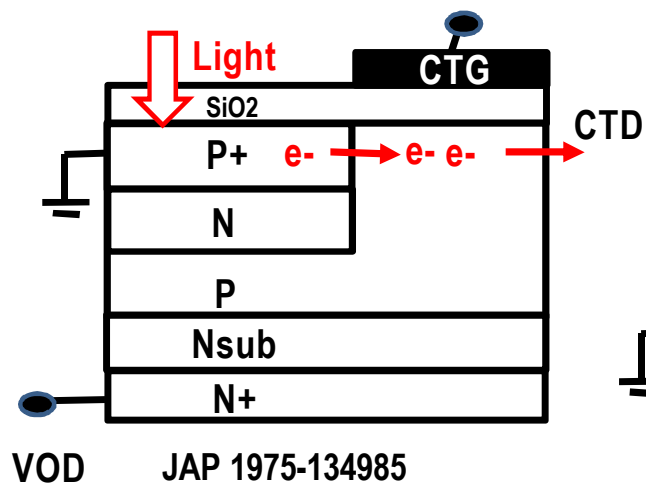 Light
CTG
SiO2
CTD
P+ e- e- e-
N
P
Nsub
N+
VOD JAP 1975-134985